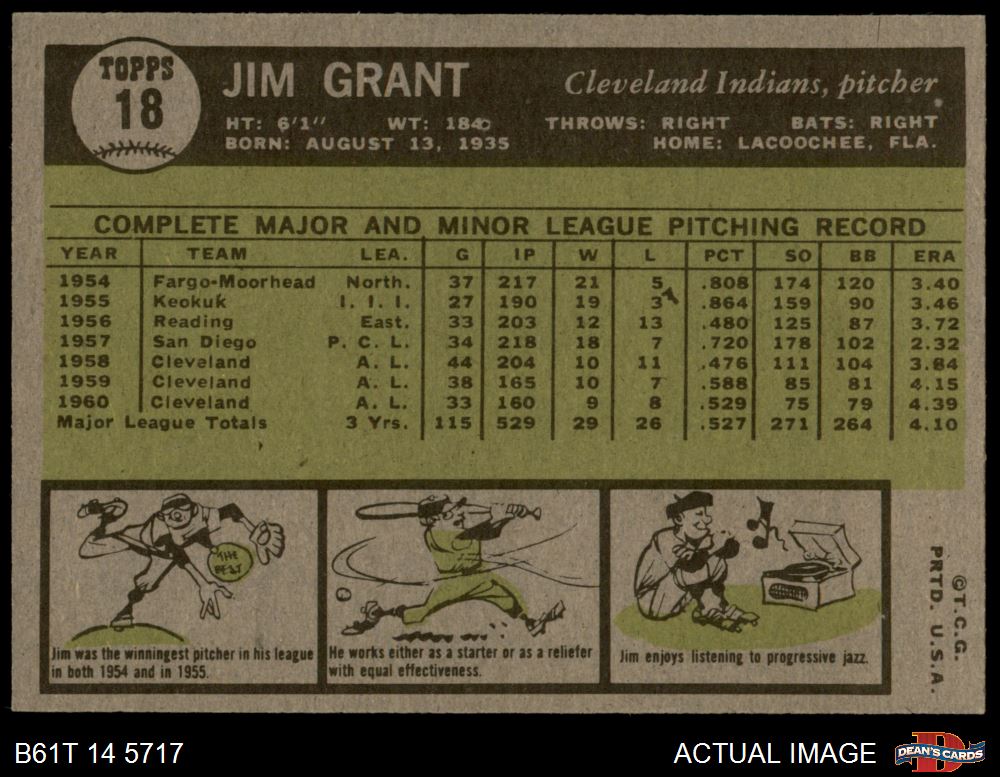 TOPPS
18
JIM GRANT
Cleveland Indians, pitcher
HT: 6'1" WT: 184 THROWS: RIGHT BATS: RIGHT
BORN: AUGUST 13, 1935 HOME: LACOOCHEE, FLA.
COMPLETE MAJOR AND MINOR LEAGUE PITCHING RECORD
YEAR TEAM LEA. G IP W L PCT SO BB ERA
1954 Fargo-Moorhead North. 37 217 21 5 .808 174 120 3.40
1955 Keokuk I. I. I. 27 190 19 3 .864 159 90 3.46
1956 Reading East. 33 203 12 13 .480 125 87 3.72
1957 San Diego P. C. L. 34 218 18 7 .720 178 102 2.32
1958 Cleveland A. L. 44 204 10 11 .476 111 104 3.84
1959 Cleveland A. L. 38 165 10 7 .588 85 81 4.15
1960 Cleveland A. L. 33 160 9 8 .529 75 79 4.39
Major League Totals 3 Yrs. 115 529 29 26 .527 271 264 4.10
THE
BEST
Jim was the winningest pitcher in his league
in both 1954 and in 1955.
He works either as a starter or as a reliefer
with equal effectiveness.
Jim enjoys listening to progressive jazz.
©T.C.G.
PRTD. U.S.A.
B61T 14 5717
ACTUAL IMAGE
DEAN'S CARDS